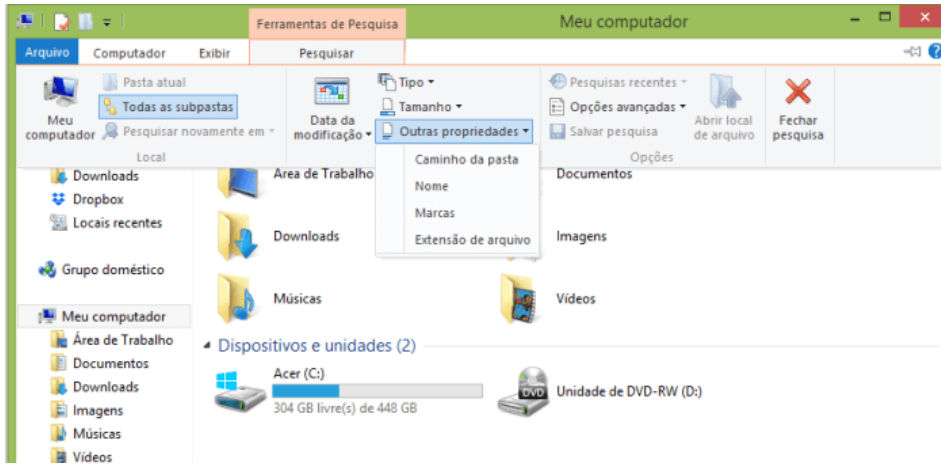 Ferramentas de Pesquisa
Meu computador
Arquivo
Computador
Exibir
Pesquisar
Meu computador
Pasta atual
Todas as subpastas
Pesquisar novamente em
Local
Data da modificação
Tipo
Tamanho
Outras propriedades
Caminho da pasta
Nome
Marcas
Extensão de arquivo
Pesquisas recentes
Opções avançadas
Salvar pesquisa
Abrir local de arquivo
Opções
Fechar pesquisa
Downloads
Dropbox
Locais recentes
Grupo doméstico
Meu computador
Área de Trabalho
Documentos
Downloads
Imagens
Músicas
Vídeos
Área de Trabalho
Documentos
Downloads
Imagens
Músicas
Vídeos
Dispositivos e unidades (2)
Acer (C:)
304 GB livre(s) de 448 GB
DVD
Unidade de DVD-RW (D:)